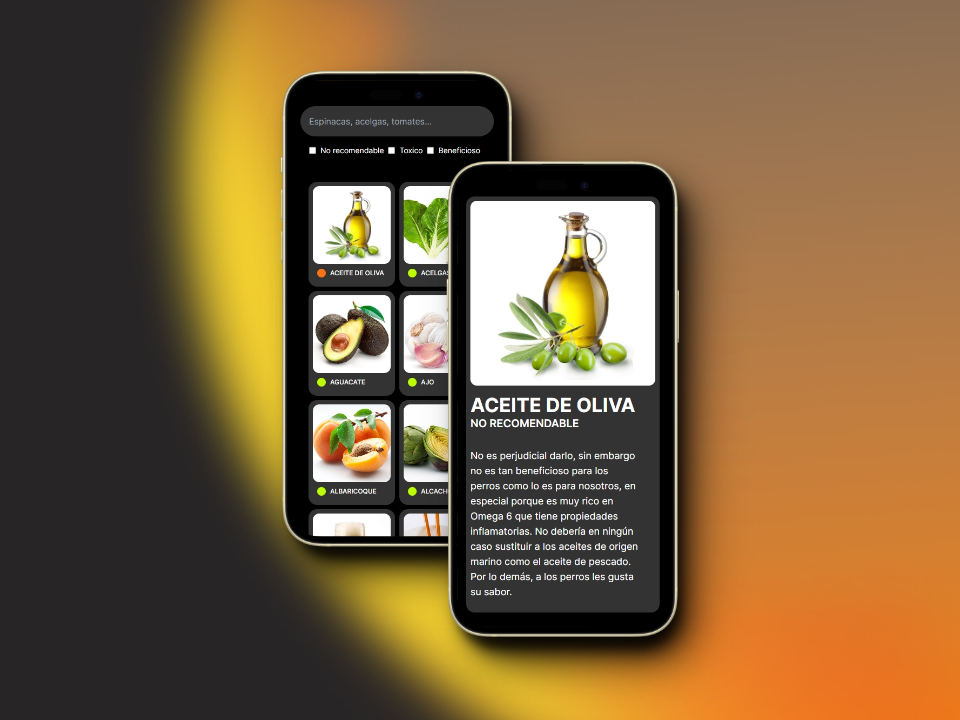 Espinacas, acelgas, tomates...
No recomendable Toxico Beneficioso
ACEITE DE OLIVA
AGUACATE
AJO
ALBARICOQUE
ACEITE DE OLIVA
NO RECOMENDABLE
No es perjudicial darlo, sin embargo
no es tan beneficioso para los
perros como lo es para nosotros, en
especial porque es muy rico en
Omega 6 que tiene propiedades
inflamatorias. No debería en ningún
caso sustituir a los aceites de origen
marino como el aceite de pescado.
Por lo demás, a los perros les gusta
su sabor.